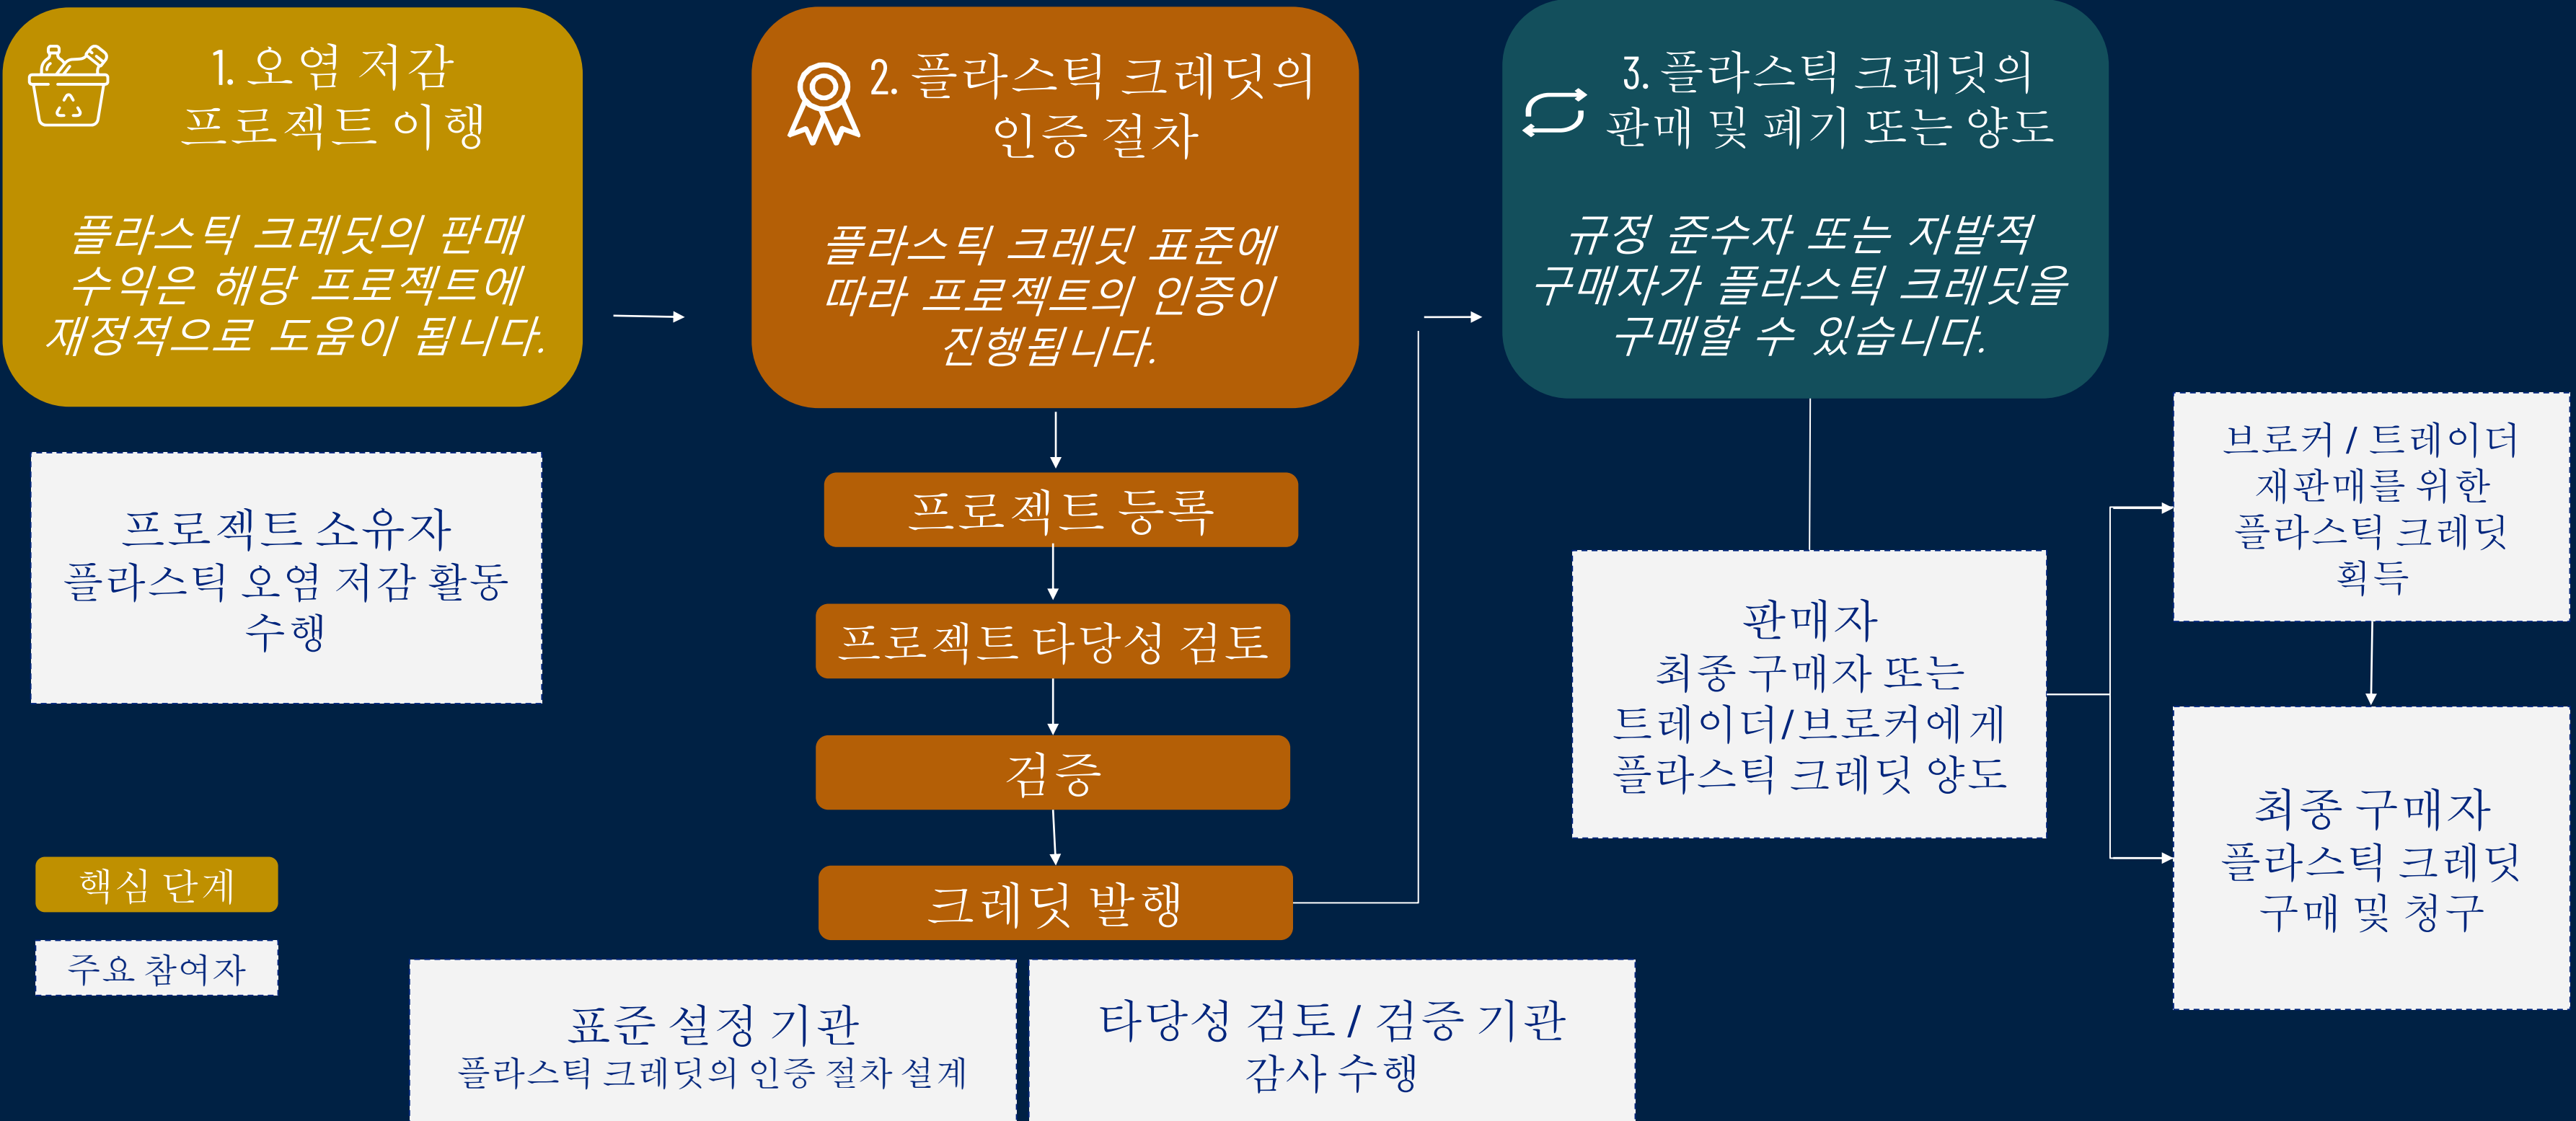 1. 오염 저감
프로젝트 이행
플라스틱 크레딧의 판매
수익은 해당 프로젝트에
재정적으로 도움이 됩니다.
2. 플라스틱 크레딧의
인증 절차
플라스틱 크레딧 표준에
따라 프로젝트의 인증이
진행됩니다.
3. 플라스틱 크레딧의
판매 및 폐기 또는 양도
규정 준수자 또는 자발적
구매자가 플라스틱 크레딧을
구매할 수 있습니다.
프로젝트 소유자
플라스틱 오염 저감 활동
수행
프로젝트 등록
프로젝트 타당성 검토
검증
크레딧 발행
판매자
최종 구매자 또는
트레이더/브로커에게
플라스틱 크레딧 양도
브로커 / 트레이더
재판매를 위한
플라스틱 크레딧
획득
최종 구매자
플라스틱 크레딧
구매 및 청구
핵심 단계
주요 참여자
표준 설정 기관
플라스틱 크레딧의 인증 절차 설계
타당성 검토 / 검증 기관
감사 수행